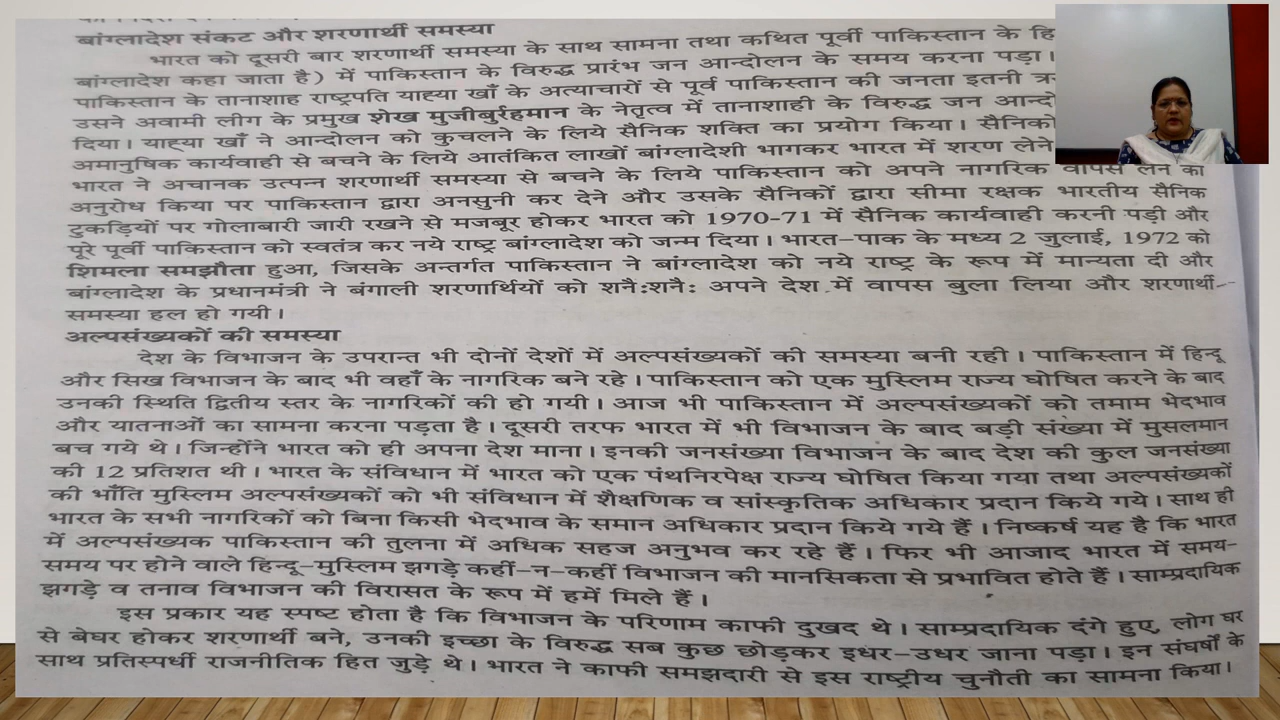 बांग्लादेश संकट और शरणार्थी समस्या
भारत को दूसरी बार शरणार्थी समस्या के साथ सामना तथा कथित पूर्वी पाकिस्तान के हि
बांग्लादेश कहा जाता है) में पाकिस्तान के विरुद्ध प्रारंभ जन आन्दोलन के समय करना पड़ा।
पाकिस्तान के तानाशाह राष्ट्रपति याह्या खाँ के अत्याचारों से पूर्व पाकिस्तान की जनता इतनी त्र
उसने अवामी लीग के प्रमुख शेख मुजीबुर्रहमान के नेतृत्व में तानाशाही के विरुद्ध जन आन्दो
दिया। याह्या खाँ ने आन्दोलन को कुचलने के लिये सैनिक शक्ति का प्रयोग किया। सैनिको
अमानुषिक कार्यवाही से बचने के लिये आतंकित लाखों बांग्लादेशी भागकर भारत में शरण लेने
भारत ने अचानक उत्पन्न शरणार्थी समस्या से बचने के लिये पाकिस्तान को अपने नागरिक वापस लेने का
अनुरोध किया पर पाकिस्तान द्वारा अनसुनी कर देने और उसके सैनिकों द्वारा सीमा रक्षक भारतीय सैनिक
टुकड़ियों पर गोलाबारी जारी रखने से मजबूर होकर भारत को 1970-71 में सैनिक कार्यवाही करनी पड़ी और
पूरे पूर्वी पाकिस्तान को स्वतंत्र कर नये राष्ट्र बांग्लादेश को जन्म दिया। भारत–पाक के मध्य 2 जुलाई, 1972 को
शिमला समझौता हुआ, जिसके अन्तर्गत पाकिस्तान ने बांग्लादेश को नये राष्ट्र के रूप में मान्यता दी और
बांग्लादेश के प्रधानमंत्री ने बंगाली शरणार्थियों को शनै:शनै: अपने देश में वापस बुला लिया और शरणार्थी–
समस्या हल हो गयी।
अल्पसंख्यकों की समस्या
देश के विभाजन के उपरान्त भी दोनों देशों में अल्पसंख्यकों की समस्या बनी रही। पाकिस्तान में हिन्दू
और सिख विभाजन के बाद भी वहाँ के नागरिक बने रहे। पाकिस्तान को एक मुस्लिम राज्य घोषित करने के बाद
उनकी स्थिति द्वितीय स्तर के नागरिकों की हो गयी। आज भी पाकिस्तान में अल्पसंख्यकों को तमाम भेदभाव
और यातनाओं का सामना करना पड़ता है। दूसरी तरफ भारत में भी विभाजन के बाद बड़ी संख्या में मुसलमान
बच गये थे। जिन्होंने भारत को ही अपना देश माना। इनकी जनसंख्या विभाजन के बाद देश की कुल जनसंख्या
की 12 प्रतिशत थी। भारत के संविधान में भारत को एक पंथनिरपेक्ष राज्य घोषित किया गया तथा अल्पसंख्यकों
की भाँति मुस्लिम अल्पसंख्यकों को भी संविधान में शैक्षणिक व सांस्कृतिक अधिकार प्रदान किये गये। साथ ही
भारत के सभी नागरिकों को बिना किसी भेदभाव के समान अधिकार प्रदान किये गये हैं। निष्कर्ष यह है कि भारत
में अल्पसंख्यक पाकिस्तान की तुलना में अधिक सहज अनुभव कर रहे हैं। फिर भी आजाद भारत में समय–
समय पर होने वाले हिन्दू–मुस्लिम झगड़े कहीं–न–कहीं विभाजन की मानसिकता से प्रभावित होते हैं। साम्प्रदायिक
झगड़े व तनाव विभाजन की विरासत के रूप में हमें मिले हैं।
इस प्रकार यह स्पष्ट होता है कि विभाजन के परिणाम काफी दुखद थे। साम्प्रदायिक दंगे हुए, लोग घर
से बेघर होकर शरणार्थी बने, उनकी इच्छा के विरुद्ध सब कुछ छोड़कर इधर–उधर जाना पड़ा। इन संघर्षों के
साथ प्रतिस्पर्धी राजनीतिक हित जुड़े थे। भारत ने काफी समझदारी से इस राष्ट्रीय चुनौती का सामना किया।